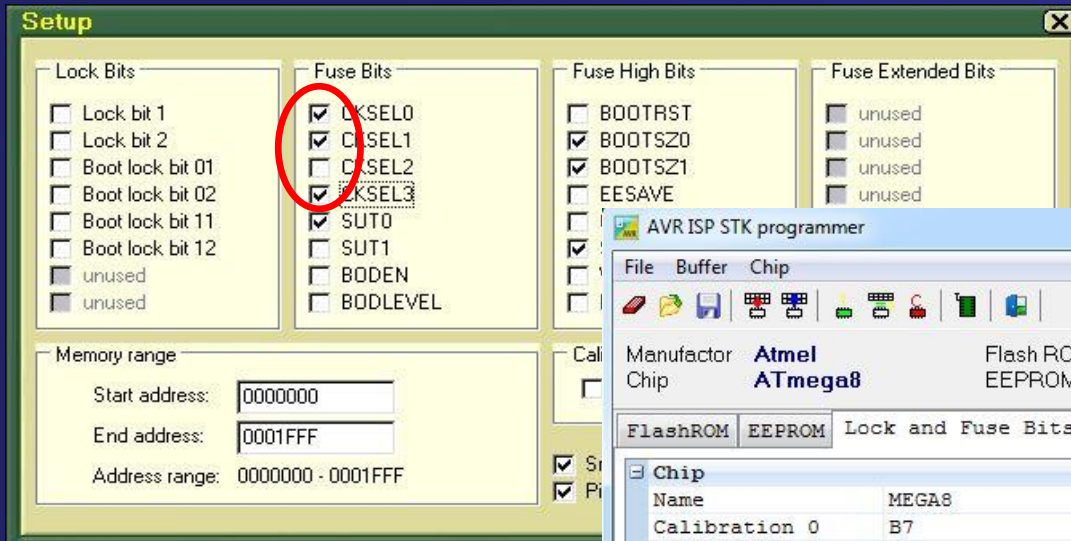 Setup
Lock Bits
Lock bit 1
Lock bit 2
Boot lock bit 01
Boot lock bit 02
Boot lock bit 11
Boot lock bit 12
unused
unused
Fuse Bits
CKSEL0
CKSEL1
CKSEL2
CKSEL3
SUT0
SUT1
BODEN
BODLEVEL
Fuse High Bits
BOOTRST
BOOTSZ0
BOOTSZ1
EESAVE
Fuse Extended Bits
unused
unused
unused
unused
Memory range
Start address: 0000000
End address: 0001FFF
Address range: 0000000 - 0001FFF
AVR ISP STK programmer
File Buffer Chip
Manufactor Atmel
Flash
Chip ATmega8
EEPROM
FlashROM EEPROM Lock and Fuse Bits
Chip
Name MEGA8
Calibration 0 B7